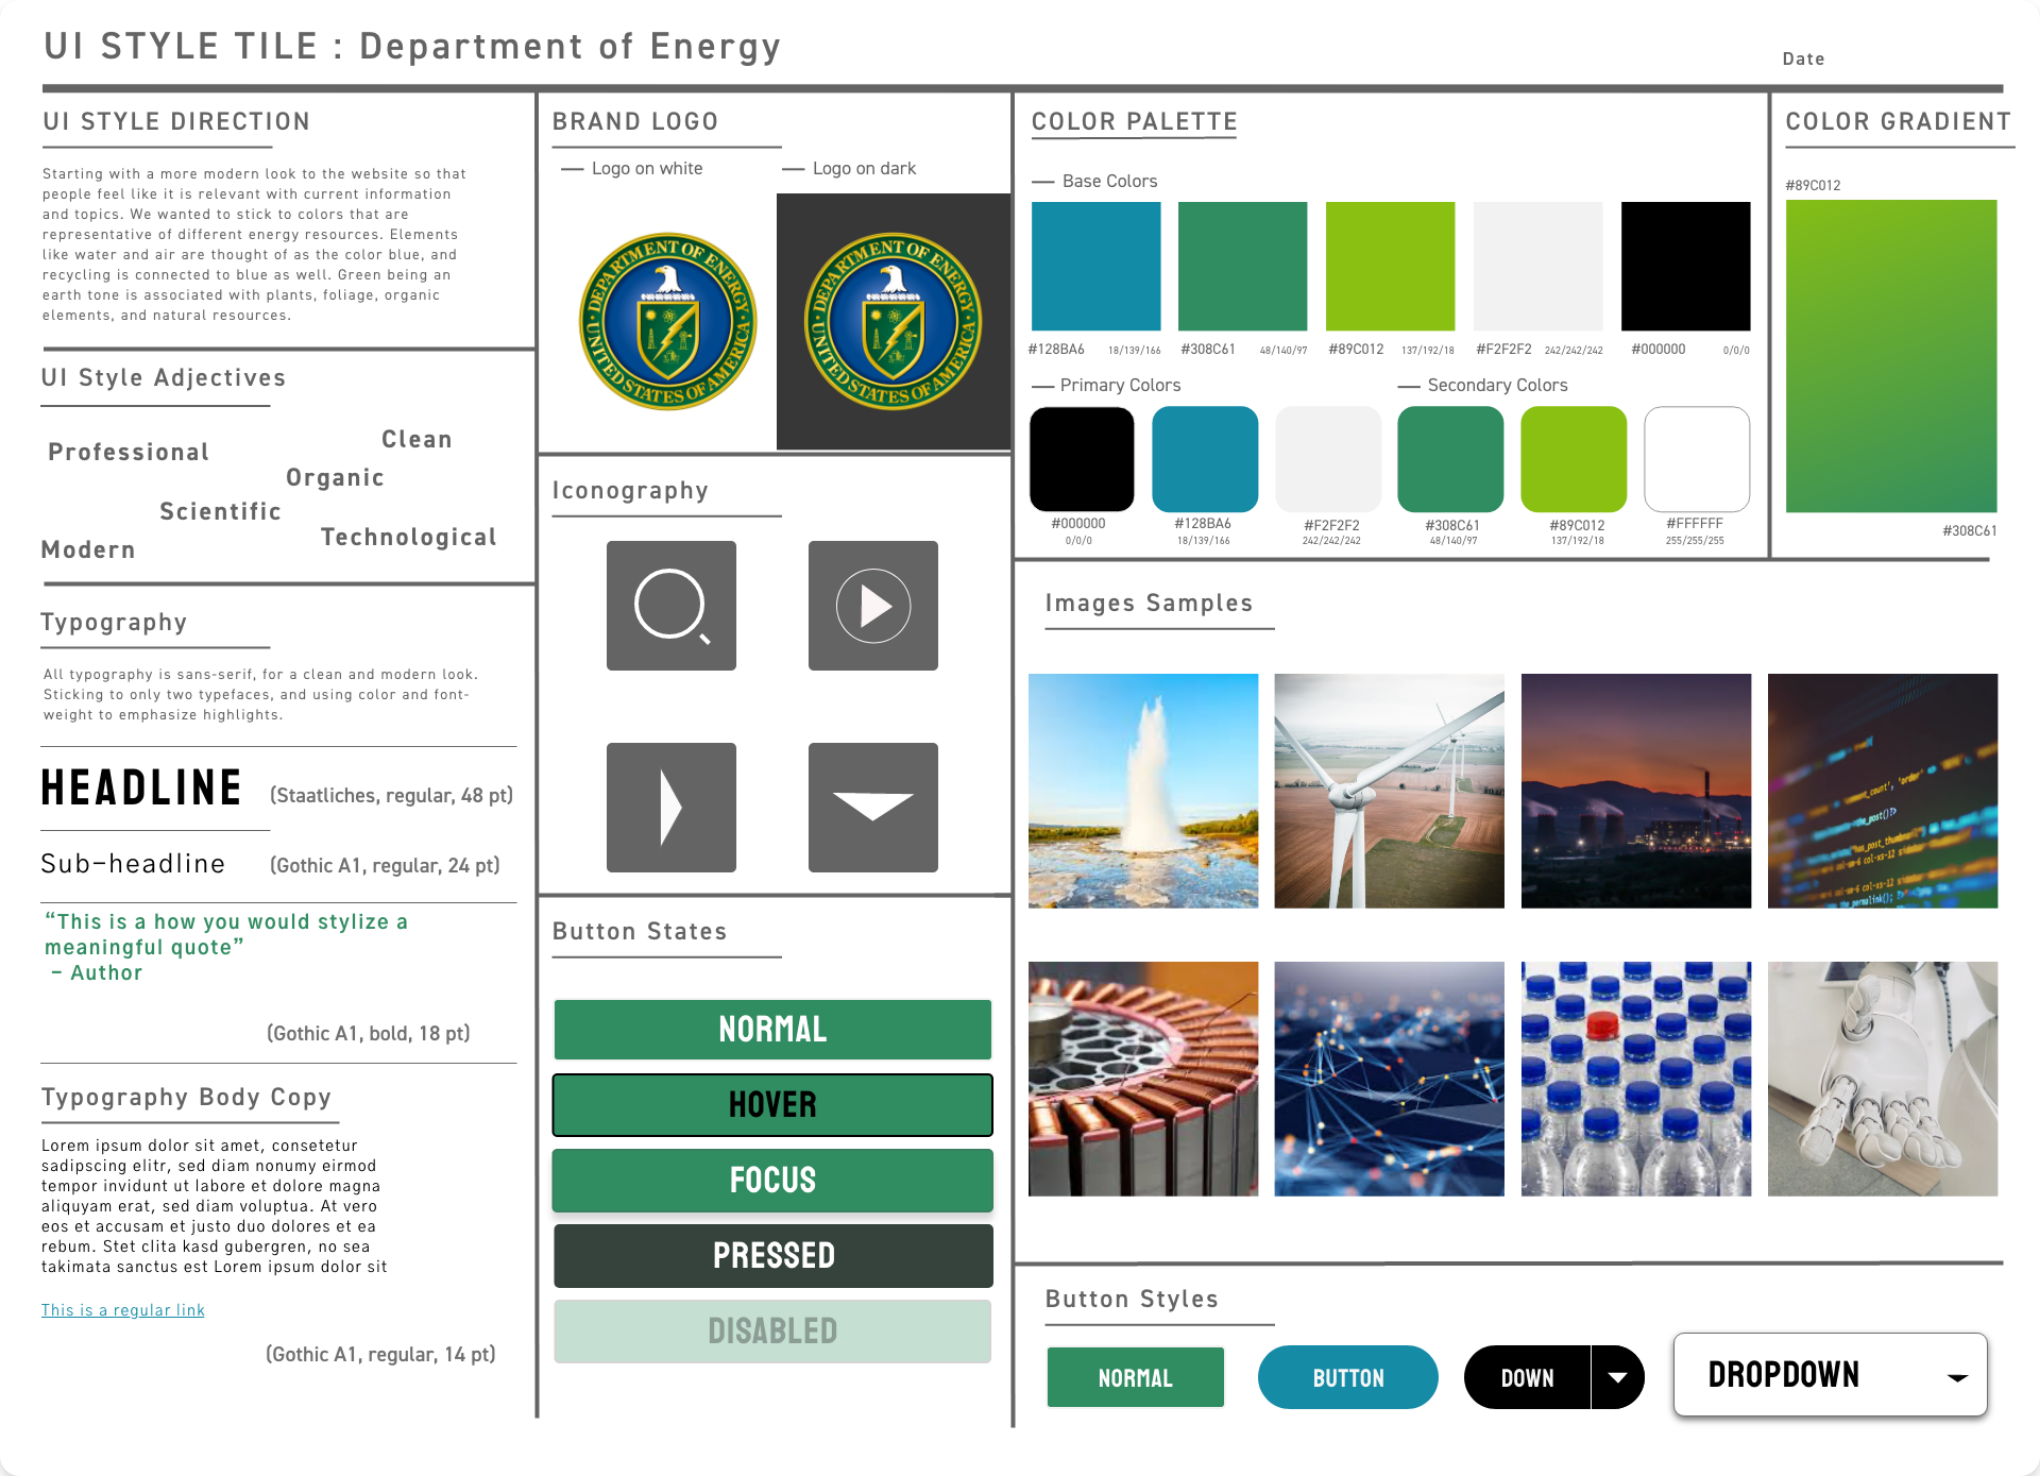 UI STYLE TILE : Department of Energy
Date
UI STYLE DIRECTION
Starting with a more modern look to the website so that
people feel like it is relevant with current information
and topics. We wanted to stick to colors that are
representative of different energy resources. Elements
like water and air are thought of as the color blue, and
recycling is connected to blue as well. Green being an
earth tone is associated with plants, foliage, organic
elements, and natural resources.
UI Style Adjectives
Professional
Clean
Organic
Scientific
Technological
Modern
Typography
All typography is sans-serif, for a clean and modern look.
Sticking to only two typefaces, and using color and font-
weight to emphasize highlights.
HEADLINE (Staatliches, regular, 48 pt)
Sub-headline (Gothic A1, regular, 24 pt)
“This is a how you would stylize a
meaningful quote”
– Author
(Gothic A1, bold, 18 pt)
Typography Body Copy
Lorem ipsum dolor sit amet, consetetur
sadipscing elitr, sed diam nonumy eirmod
tempor invidunt ut labore et dolore magna
aliquyam erat, sed diam voluptua. At vero
eos et accusam et justo duo dolores et ea
rebum. Stet clita kasd gubergren, no sea
takimata sanctus est Lorem ipsum dolor sit
This is a regular link
(Gothic A1, regular, 14 pt)
BRAND LOGO
— Logo on white — Logo on dark
DEPARTMENT OF ENERGY
UNITED STATES OF AMERICA
DEPARTMENT OF ENERGY
UNITED STATES OF AMERICA
Iconography
Button States
NORMAL
HOVER
FOCUS
PRESSED
DISABLED
COLOR PALETTE
— Base Colors
#128BA6 18/139/166 #308C61 48/140/97 #89C012 137/192/18 #F2F2F2 242/242/242 #000000 0/0/0
— Primary Colors — Secondary Colors
#000000 #128BA6 #F2F2F2 #308C61 #89C012 #FFFFFF
0/0/0 18/139/166 242/242/242 48/140/97 137/192/18 255/255/255
COLOR GRADIENT
#89C012
#308C61
Images Samples
Button Styles
NORMAL BUTTON DOWN DROPDOWN